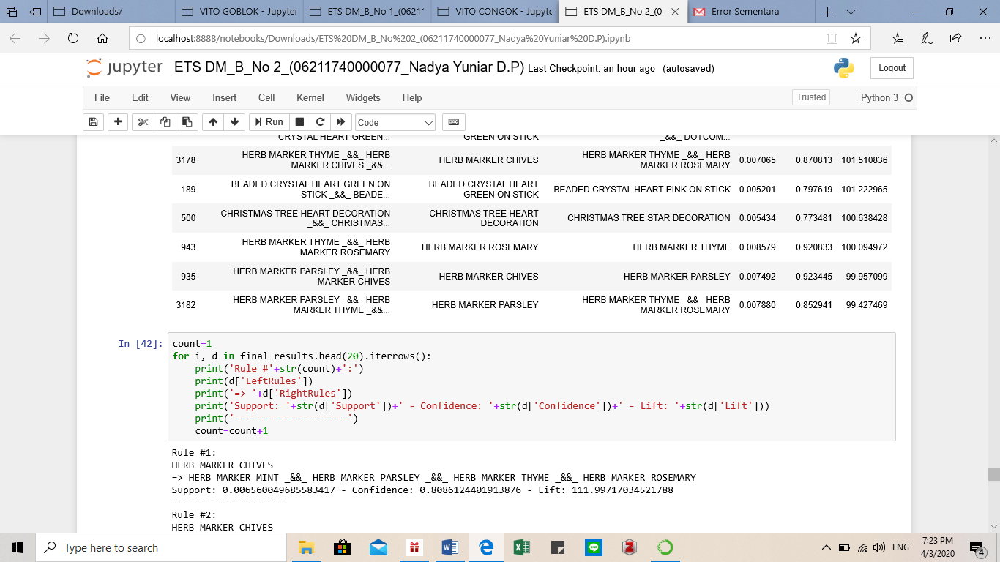 Downloads/
VITO GOBLOK - Jupyter
ETS DM_B_No 1_(0621
VITO CONGOK - Jupyte
ETS DM_B_No 2_(0
Error Sementara
localhost:8888/notebooks/Downloads/ETS%20DM_B_No%202_(06211740000077_Nadya%20Yuniar%20D.P).ipynb
jupyter ETS DM_B_No 2_(06211740000077_Nadya Yuniar D.P) Last Checkpoint: an hour ago (autosaved)
Logout
File Edit View Insert Cell Kernel Widgets Help
Trusted
Python 3
Run
Code
CRYSTAL HEART GREEN... GREEN ON STICK _&&_ DOTCOM...
3178 HERB MARKER THYME _&&_ HERB HERB MARKER CHIVES HERB MARKER THYME _&&_ HERB 0.007065 0.870813 101.510836
MARKER CHIVES _&&... MARKER ROSEMARY
189 BEADED CRYSTAL HEART GREEN ON BEADED CRYSTAL HEART BEADED CRYSTAL HEART PINK ON STICK 0.005201 0.797619 101.222965
STICK _&&_ BEADE... GREEN ON STICK
500 CHRISTMAS TREE HEART DECORATION CHRISTMAS TREE HEART CHRISTMAS TREE STAR DECORATION 0.005434 0.773481 100.638428
_&&_ CHRISTMAS... DECORATION
943 HERB MARKER THYME _&&_ HERB HERB MARKER ROSEMARY HERB MARKER THYME 0.008579 0.920833 100.094972
MARKER ROSEMARY
935 HERB MARKER PARSLEY _&&_ HERB HERB MARKER CHIVES HERB MARKER PARSLEY 0.007492 0.923445 99.957099
MARKER CHIVES
3182 HERB MARKER PARSLEY _&&_ HERB HERB MARKER PARSLEY HERB MARKER THYME _&&_ HERB 0.007880 0.852941 99.427469
MARKER THYME _&&... MARKER ROSEMARY
In [42]: count=1
for i, d in final_results.head(20).iterrows():
    print('Rule #'+str(count)+':')
    print(d['LeftRules'])
    print('=> '+d['RightRules'])
    print('Support: '+str(d['Support'])+' - Confidence: '+str(d['Confidence'])+' - Lift: '+str(d['Lift']))
    print('--------------------')
    count=count+1
Rule #1:
HERB MARKER CHIVES
=> HERB MARKER MINT _&&_ HERB MARKER PARSLEY _&&_ HERB MARKER THYME _&&_ HERB MARKER ROSEMARY
Support: 0.006560049685583417 - Confidence: 0.8086124401913876 - Lift: 111.99717034521788
--------------------
Rule #2:
HERB MARKER CHIVES
Type here to search
ENG
7:23 PM
4/3/2020
4